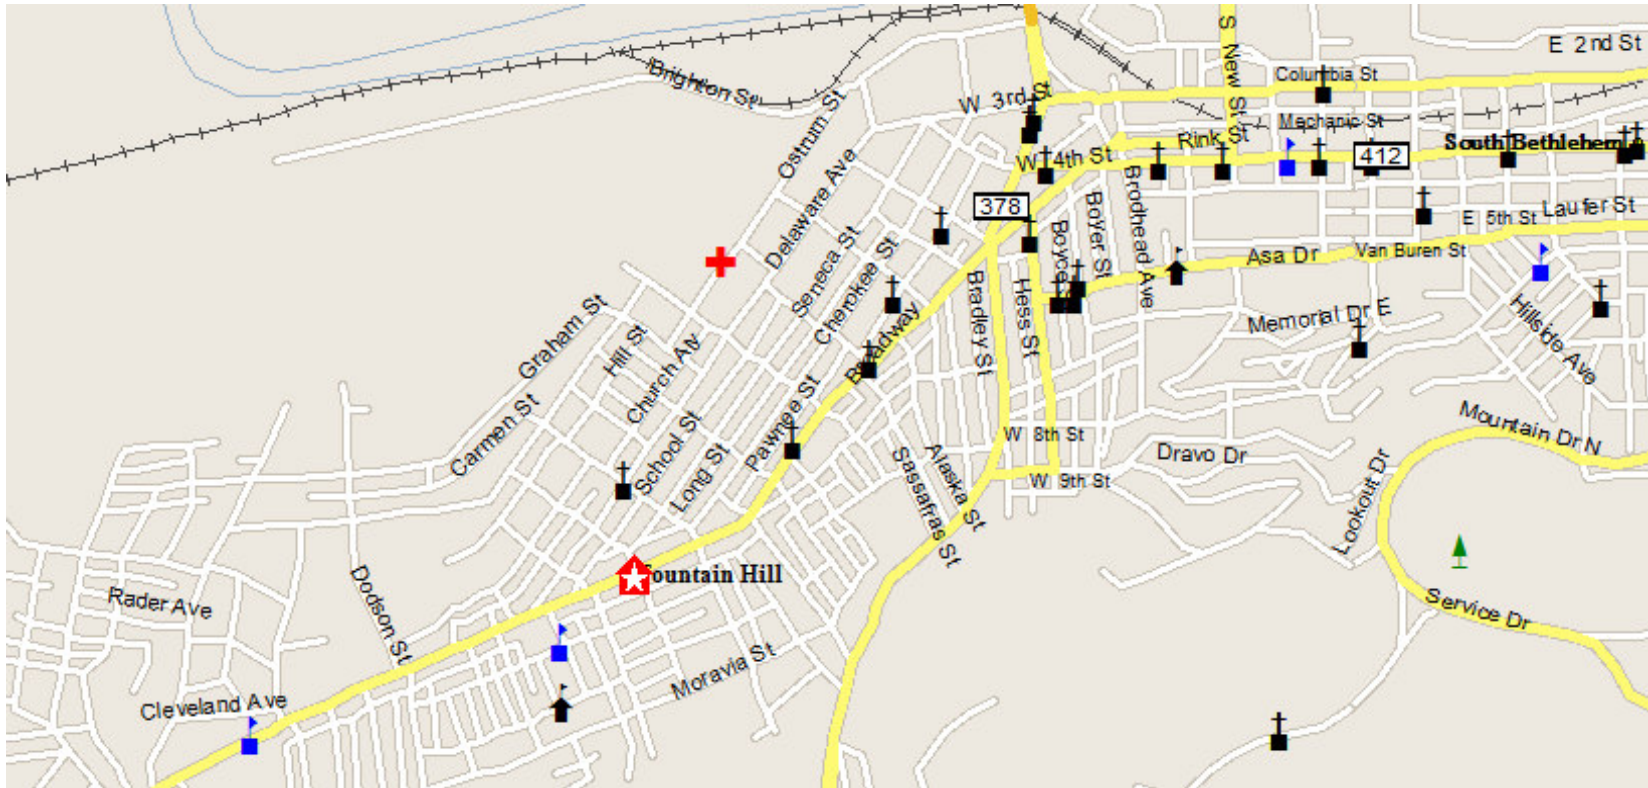 E 2nd St
Brighton St
S New St
Columbia St
W 3rd St
Mechanic St
Rink St
Ostrum St
W 4th St
412
South Bethlehem
Delaware Ave
Brodhead Ave
378
Laufer St
E 5th St
Boyer St
Seneca St
Cherokee St
Van Buren St
Asa Dr
Hess St
Bradley St
Memorial Dr E
Hillside Ave
Graham St
Hill St
Church Aly
Broadway
Pawnee St
Carmen St
School St
Long St
W 8th St
Mountain Dr N
Dravo Dr
W 9th St
Alaska St
Sassafras St
Lookout Dr
Fountain Hill
Dodson St
Rader Ave
Service Dr
Moravia St
Cleveland Ave